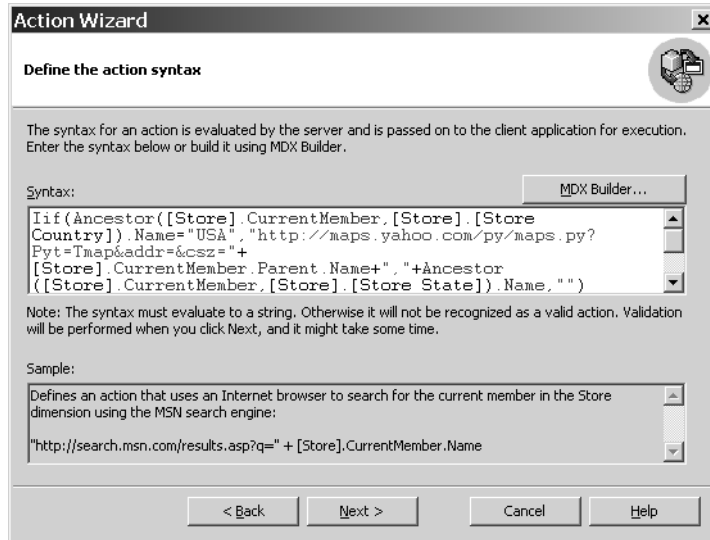 Action Wizard
Define the action syntax
The syntax for an action is evaluated by the server and is passed on to the client application for execution.
Enter the syntax below or build it using MDX Builder.
Syntax:
MDX Builder...
Iif(Ancestor([Store].CurrentMember,[Store].[Store
Country]).Name="USA","http://maps.yahoo.com/py/maps.py?
Pyt=Tmap&addr=&csz="+
[Store].CurrentMember.Parent.Name+","+Ancestor
([Store].CurrentMember,[Store].[Store State]).Name,"")
Note: The syntax must evaluate to a string. Otherwise it will not be recognized as a valid action. Validation
will be performed when you click Next, and it might take some time.
Sample:
Defines an action that uses an Internet browser to search for the current member in the Store
dimension using the MSN search engine:
"http://search.msn.com/results.asp?q=" + [Store].CurrentMember.Name
< Back
Next >
Cancel
Help